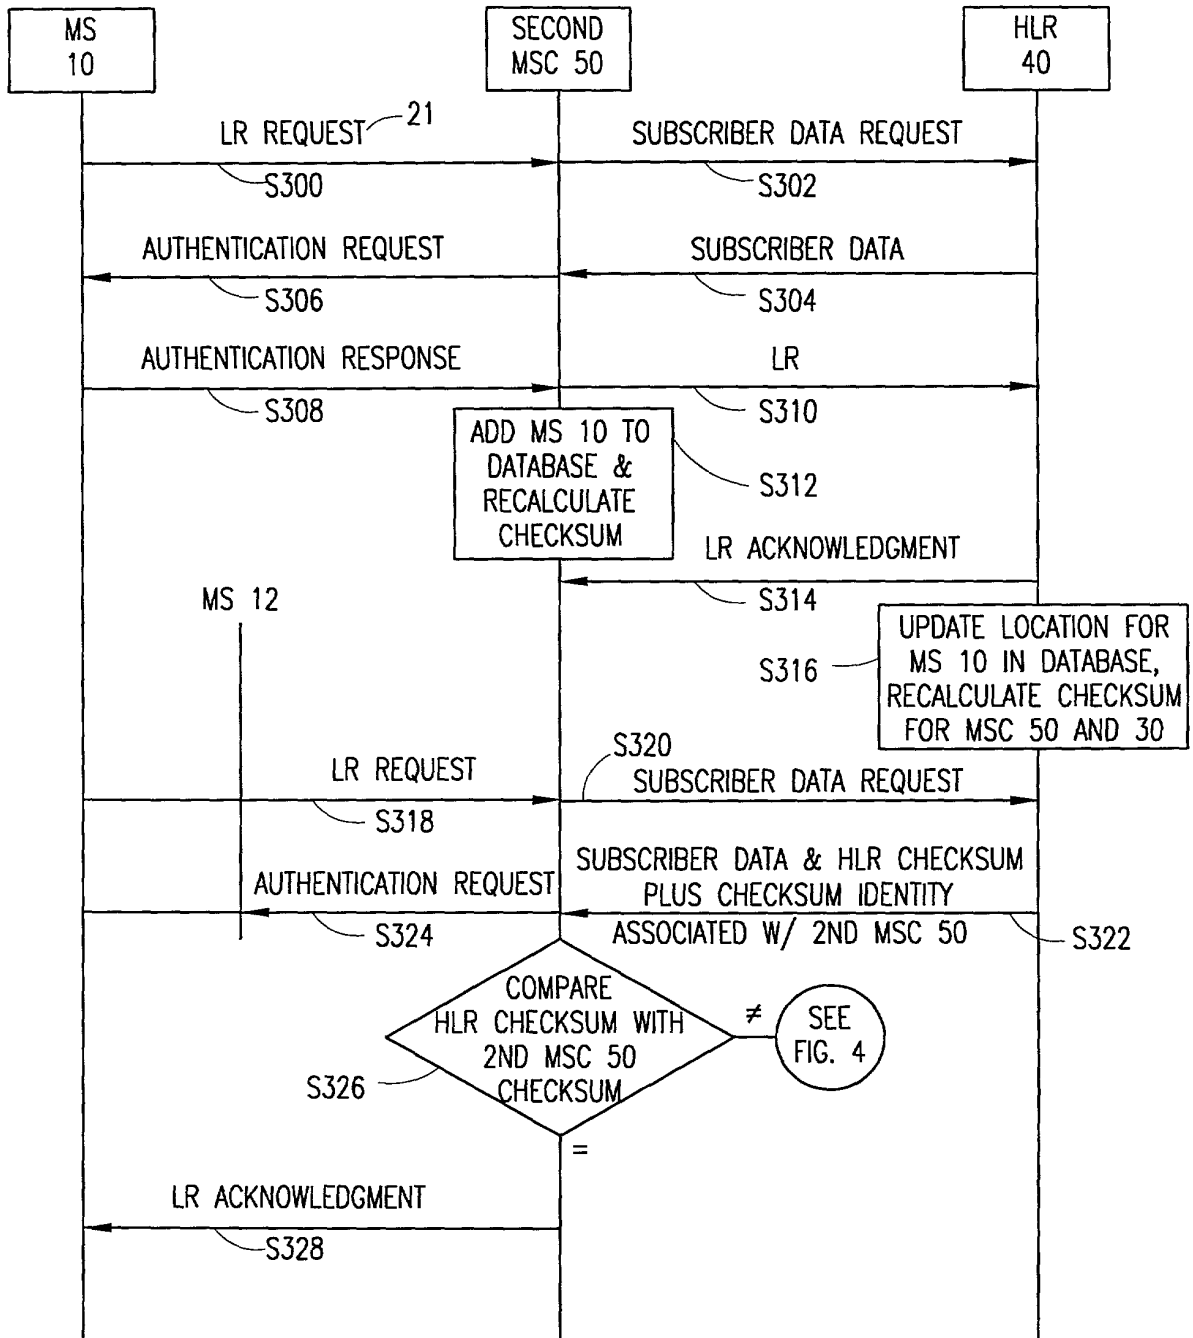 MS
10
SECOND
MSC 50
HLR
40
LR REQUEST 21
SUBSCRIBER DATA REQUEST
S300
S302
AUTHENTICATION REQUEST
SUBSCRIBER DATA
S306
S304
AUTHENTICATION RESPONSE
LR
S308
S310
ADD MS 10 TO
DATABASE &
RECALCULATE
CHECKSUM
S312
LR ACKNOWLEDGMENT
S314
MS 12
UPDATE LOCATION FOR
MS 10 IN DATABASE,
RECALCULATE CHECKSUM
FOR MSC 50 AND 30
S316
LR REQUEST
S320
SUBSCRIBER DATA REQUEST
S318
AUTHENTICATION REQUEST
SUBSCRIBER DATA & HLR CHECKSUM
PLUS CHECKSUM IDENTITY
ASSOCIATED W/ 2ND MSC 50
S324
S322
COMPARE
HLR CHECKSUM WITH
2ND MSC 50
CHECKSUM
≠
SEE
FIG. 4
S326
=
LR ACKNOWLEDGMENT
S328